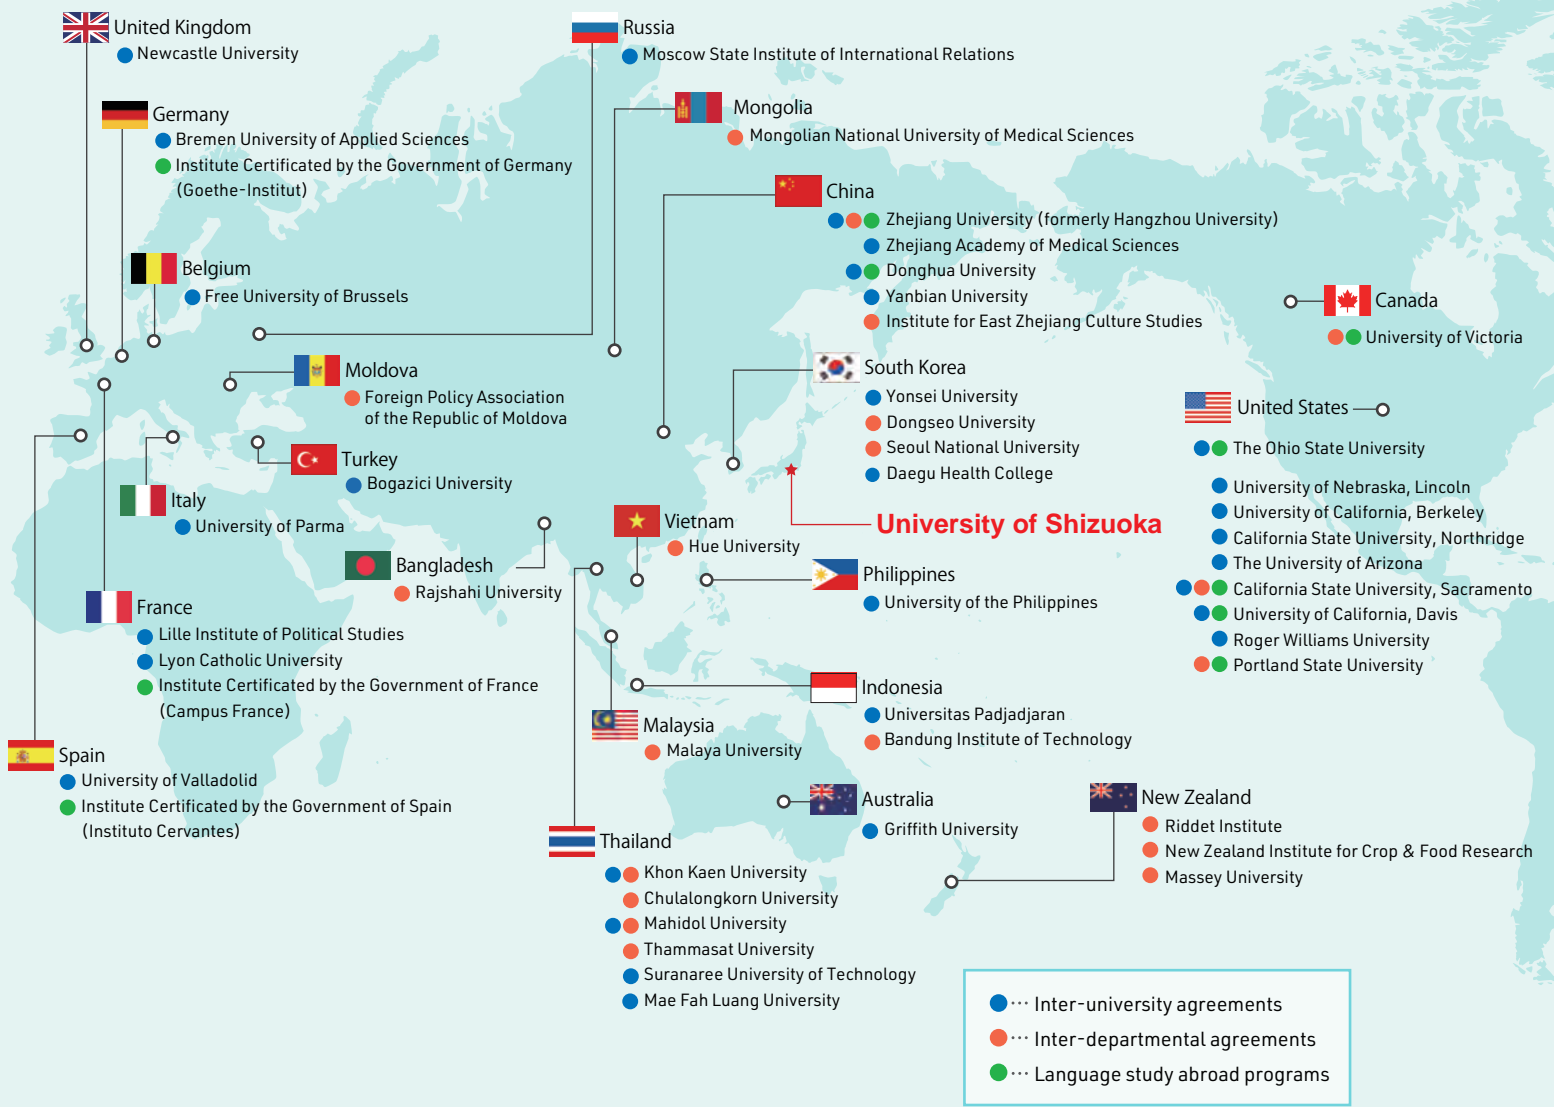 United Kingdom
Newcastle University
Russia
Moscow State Institute of International Relations
Germany
Bremen University of Applied Sciences
Institute Certificated by the Government of Germany
(Goethe-Institut)
Mongolia
Mongolian National University of Medical Sciences
China
Zhejiang University (formerly Hangzhou University)
Zhejiang Academy of Medical Sciences
Donghua University
Yanbian University
Institute for East Zhejiang Culture Studies
Belgium
Free University of Brussels
Canada
University of Victoria
Moldova
Foreign Policy Association
of the Republic of Moldova
South Korea
Yonsei University
Dongseo University
Seoul National University
Daegu Health College
United States
The Ohio State University
University of Nebraska, Lincoln
University of California, Berkeley
California State University, Northridge
The University of Arizona
California State University, Sacramento
University of California, Davis
Roger Williams University
Portland State University
Turkey
Bogazici University
Italy
University of Parma
University of Shizuoka
Vietnam
Hue University
Bangladesh
Rajshahi University
Philippines
University of the Philippines
France
Lille Institute of Political Studies
Lyon Catholic University
Institute Certificated by the Government of France
(Campus France)
Indonesia
Universitas Padjadjaran
Bandung Institute of Technology
Malaysia
Malaya University
Spain
University of Valladolid
Institute Certificated by the Government of Spain
(Instituto Cervantes)
Australia
Griffith University
New Zealand
Riddet Institute
New Zealand Institute for Crop & Food Research
Massey University
Thailand
Khon Kaen University
Chulalongkorn University
Mahidol University
Thammasat University
Suranaree University of Technology
Mae Fah Luang University
··· Inter-university agreements
··· Inter-departmental agreements
··· Language study abroad programs